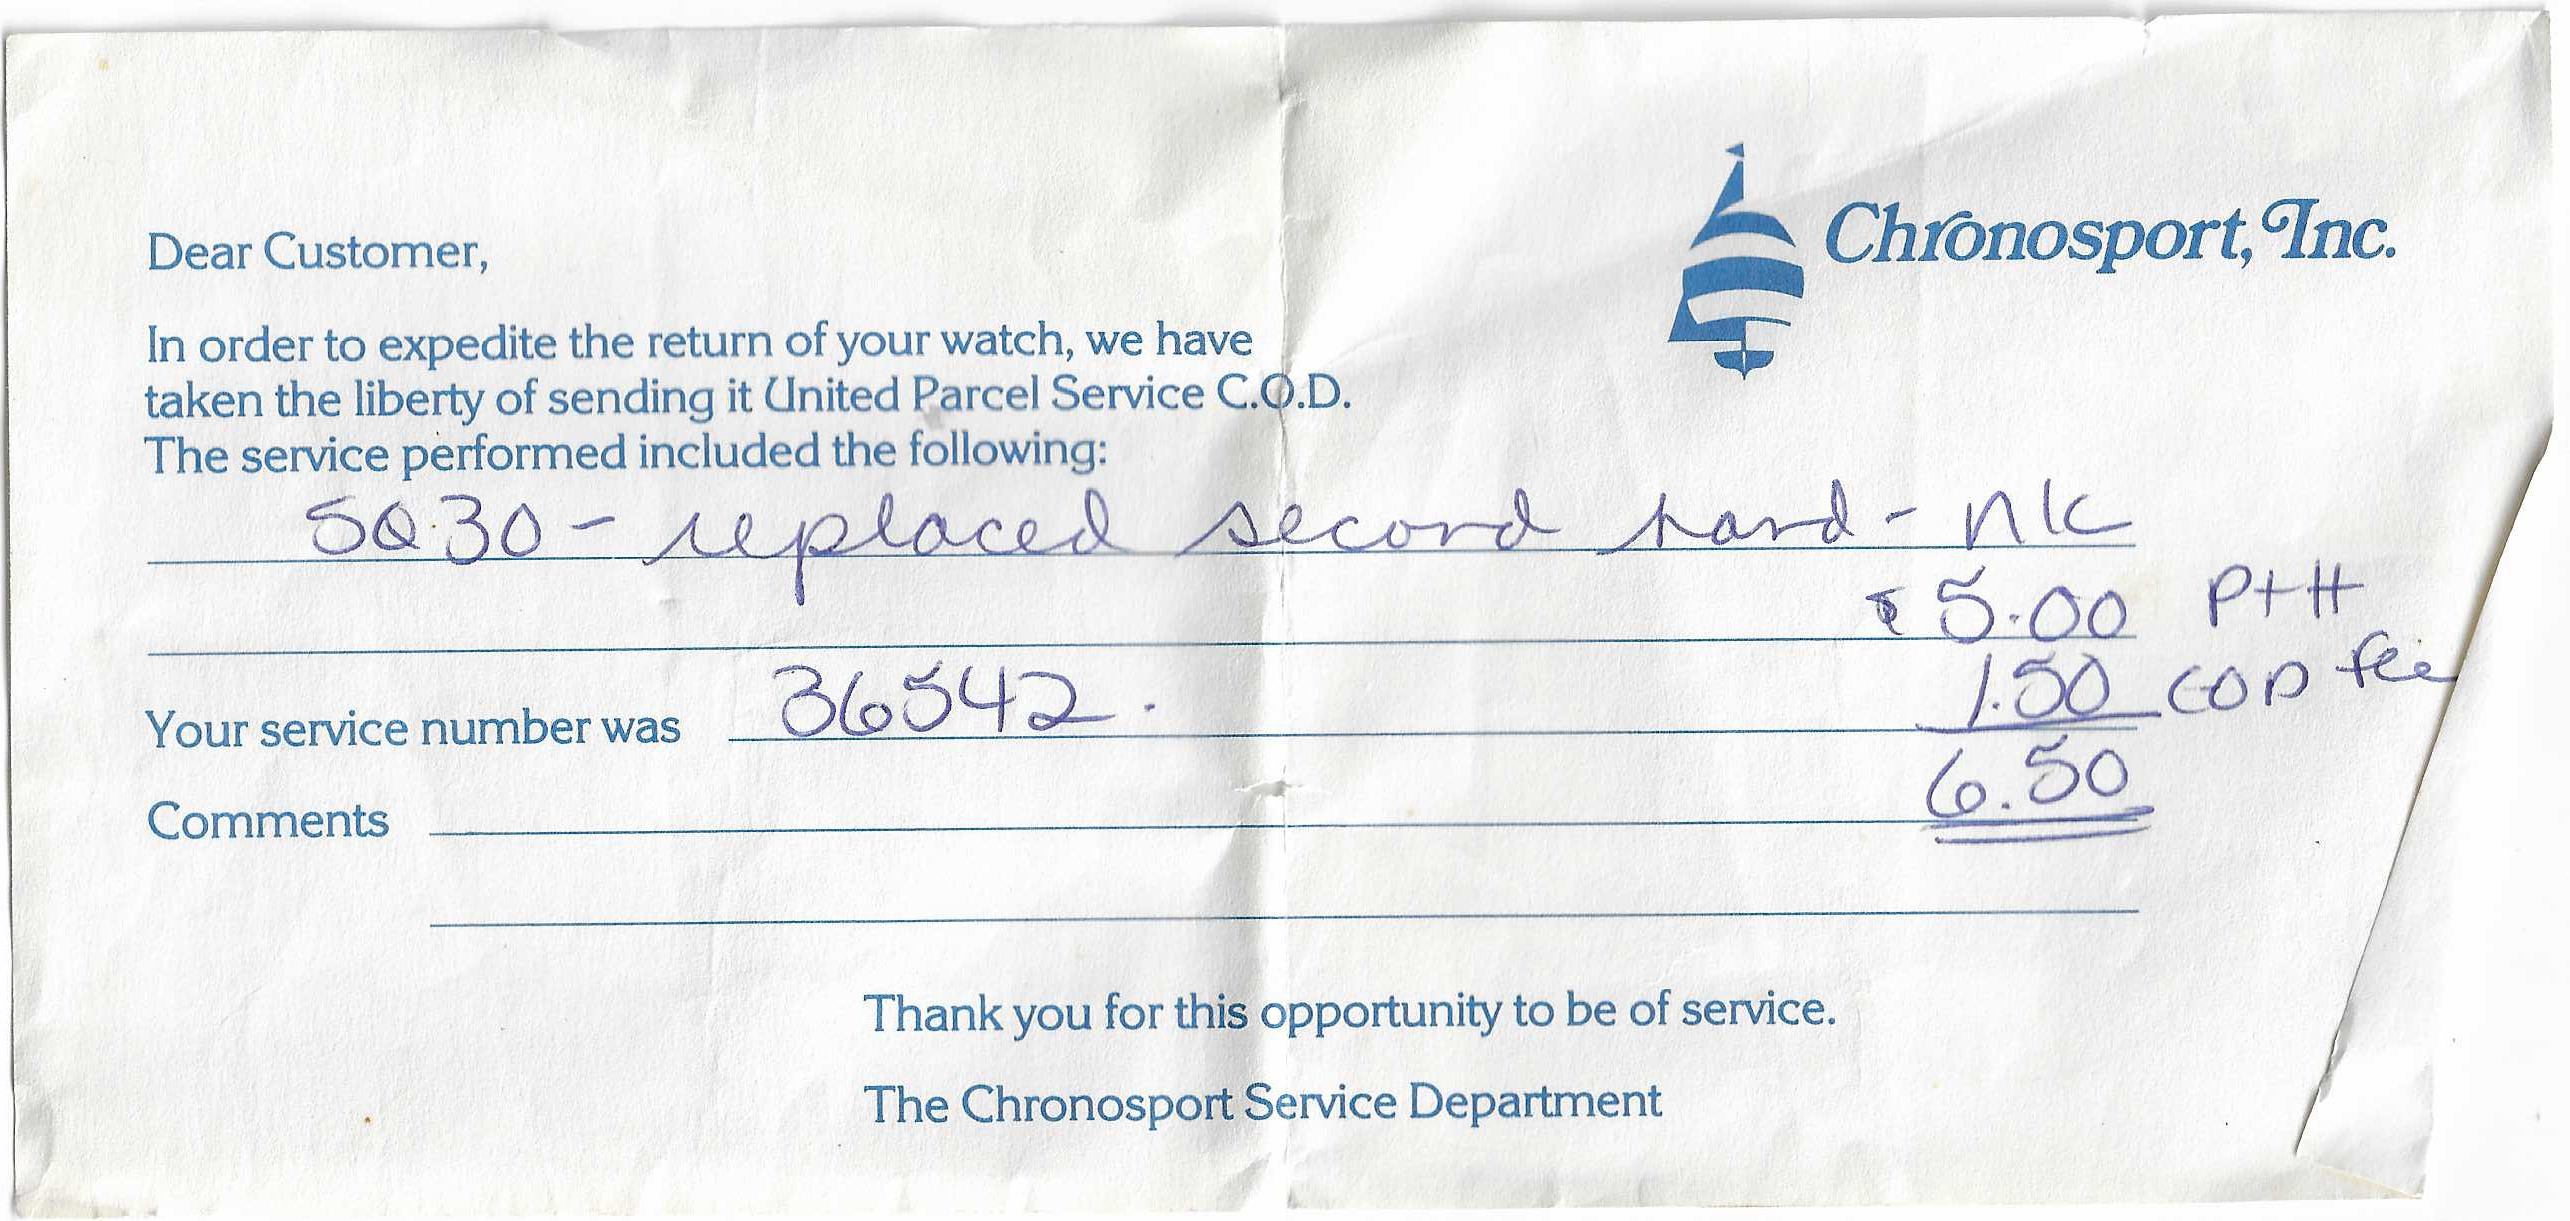 Chronosport, Inc.
Dear Customer,
In order to expedite the return of your watch, we have
taken the liberty of sending it United Parcel Service C.O.D.
The service performed included the following:
SQ30 - replaced second hand - NK
$5.00 P+H
Your service number was 36542. 1.50 COD fee
Comments 6.50
Thank you for this opportunity to be of service.
The Chronosport Service Department